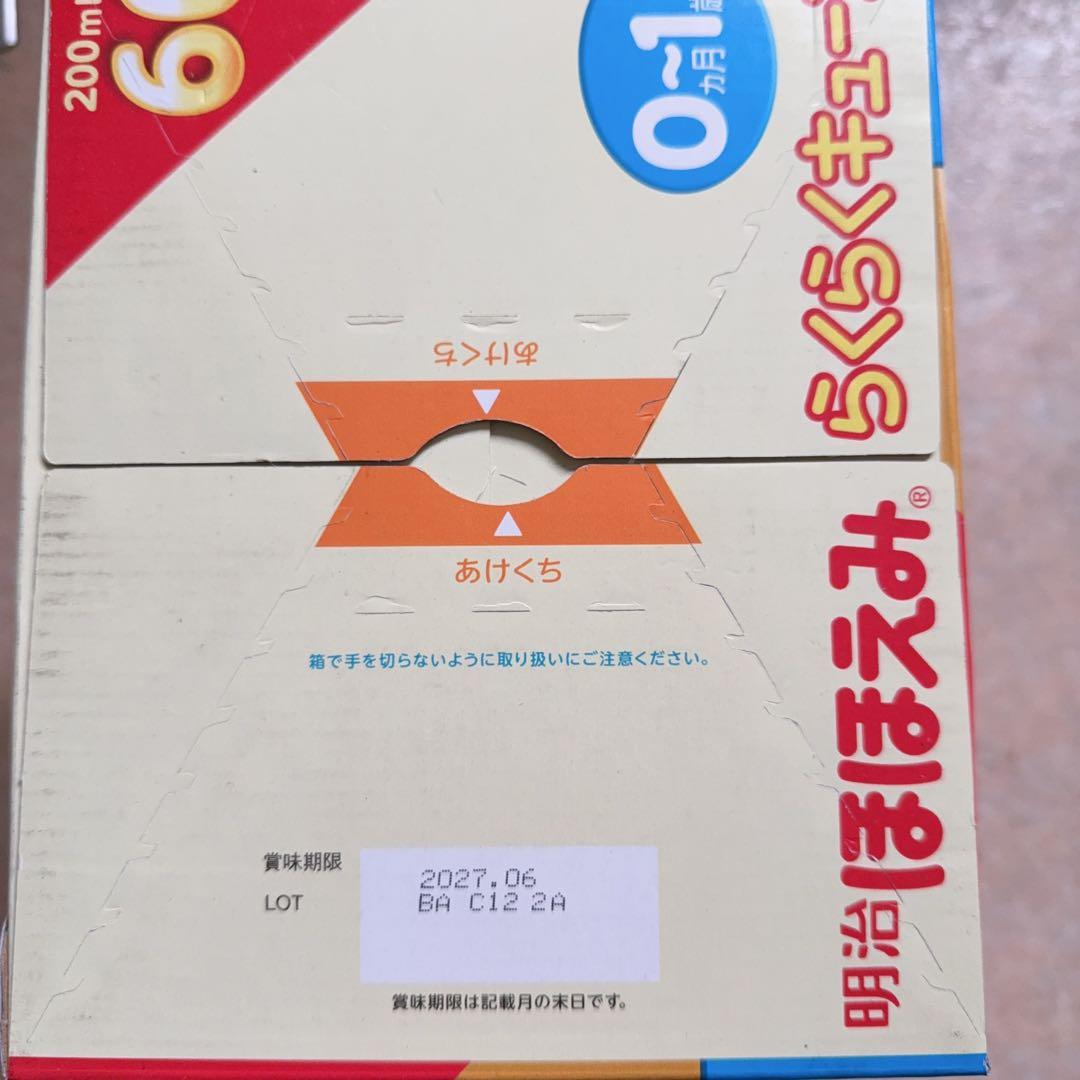 200ml
0~1
カ月
歳
らくらくキュー
あけくち
あけくち
箱で手を切らないように取り扱いにご注意ください。
明治ほほえみ®
賞味期限 2027.06
LOT BA C12 2A
賞味期限は記載月の末日です。